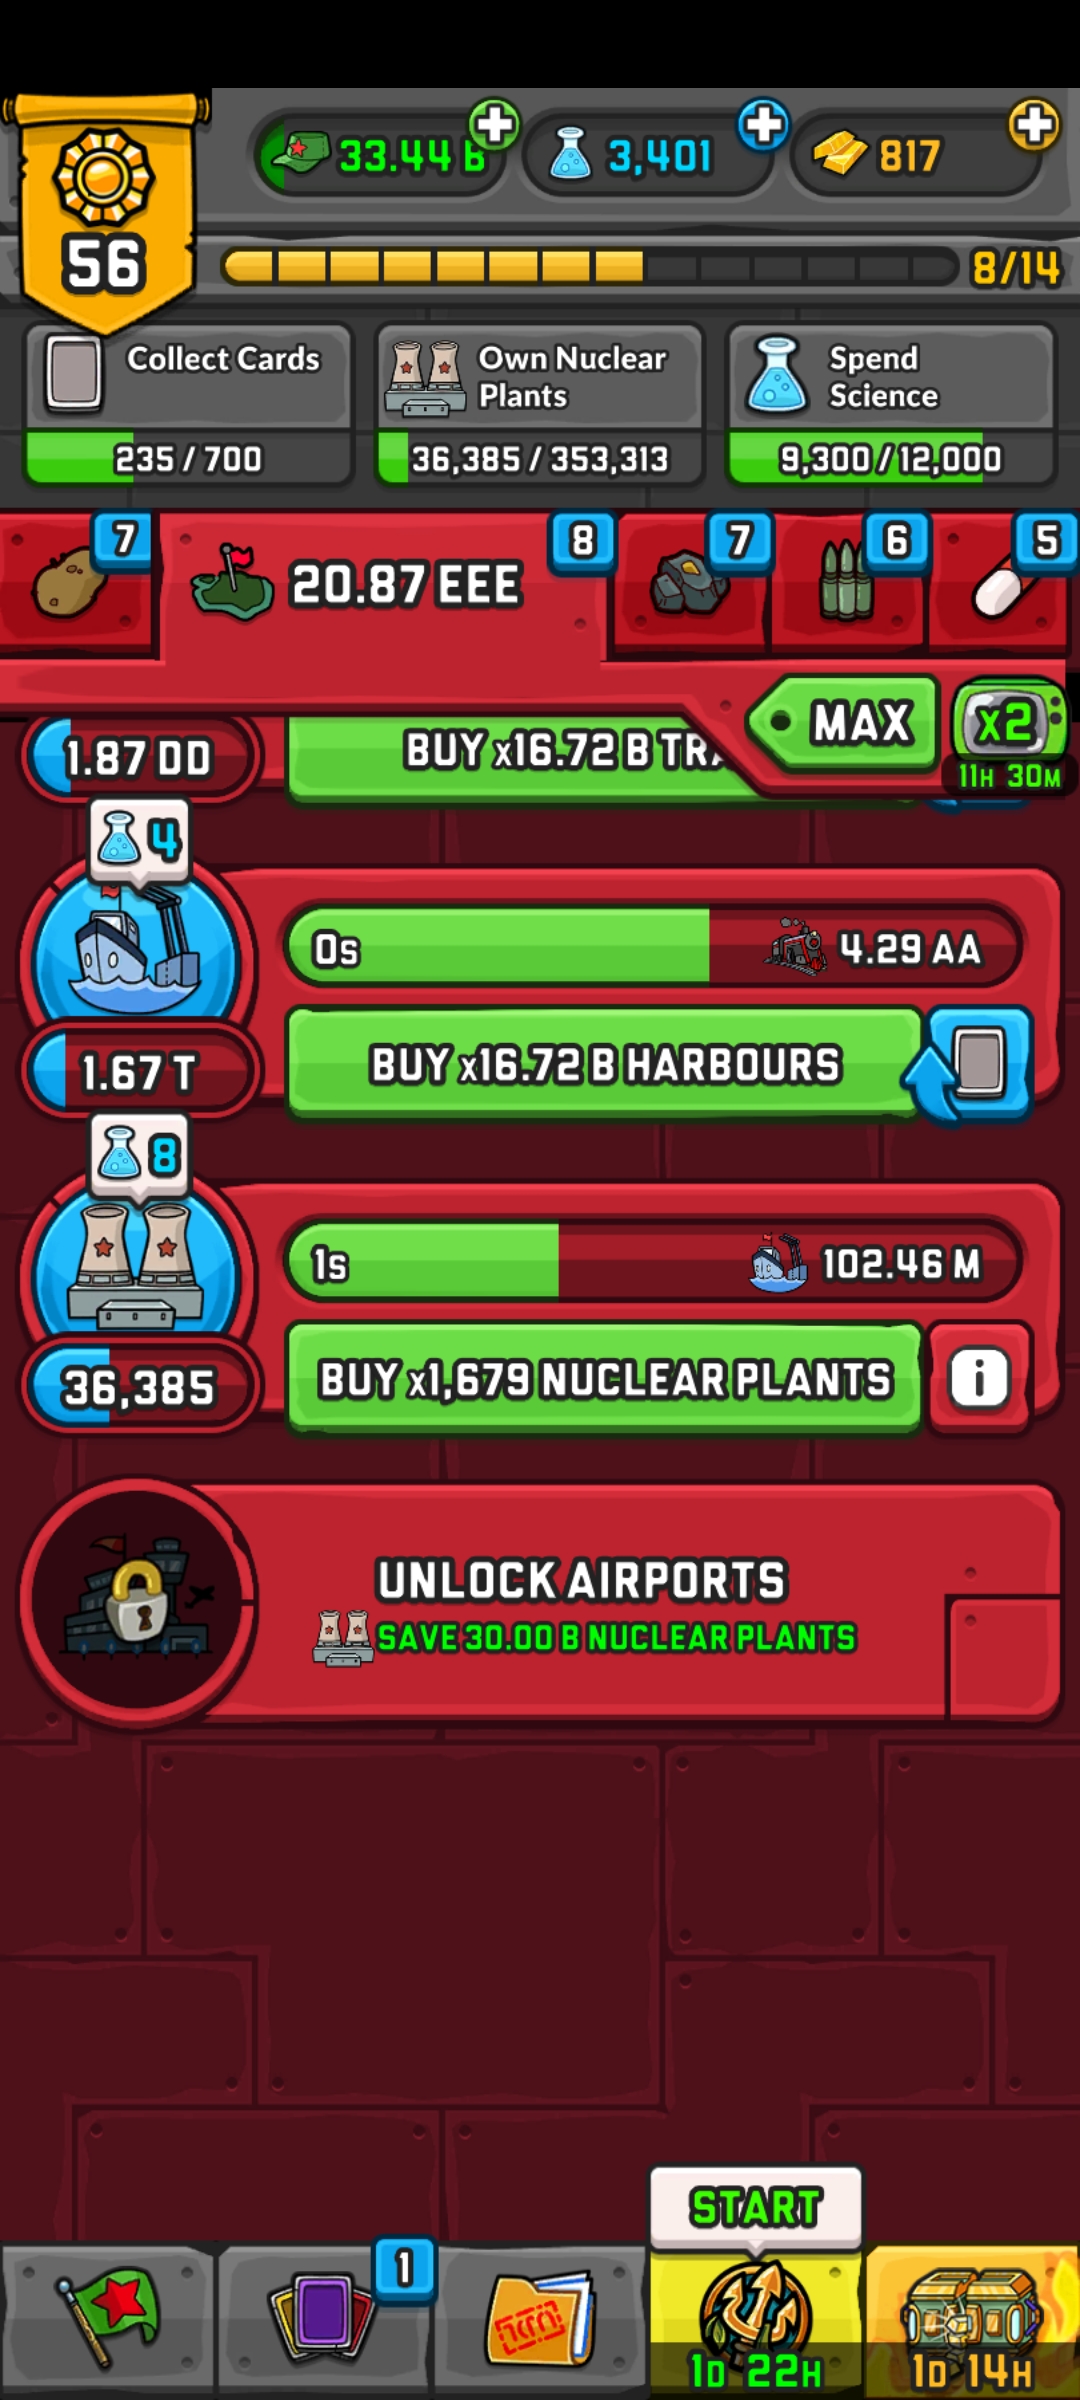 33.44 B
3,401
817
56
8/14
Collect Cards
235 / 700
Own Nuclear
Plants
36,385 / 353,313
Spend
Science
9,300 / 12,000
7
20.87 EEE
8
7
6
5
MAX
x2
11H 30M
1.87 DD
BUY x16.72 B
4
0s
4.29 AA
1.67 T
BUY x16.72 B HARBOURS
8
1s
102.46 M
36,385
BUY x1,679 NUCLEAR PLANTS
i
UNLOCK AIRPORTS
SAVE 30.00 B NUCLEAR PLANTS
START
1
1D 22H
1D 14H